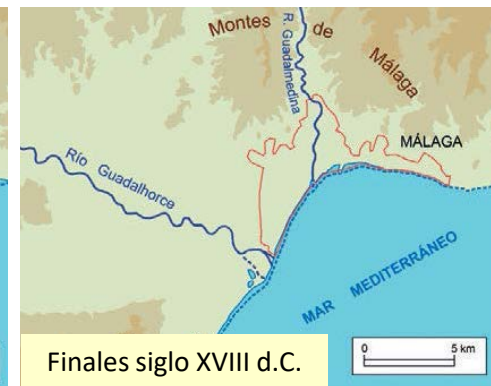 Montes de
Málaga
R. Guadalmedina
MÁLAGA
Río Guadalhorce
MAR MEDITERRÁNEO
Finales siglo XVIII d.C.
0 5 km